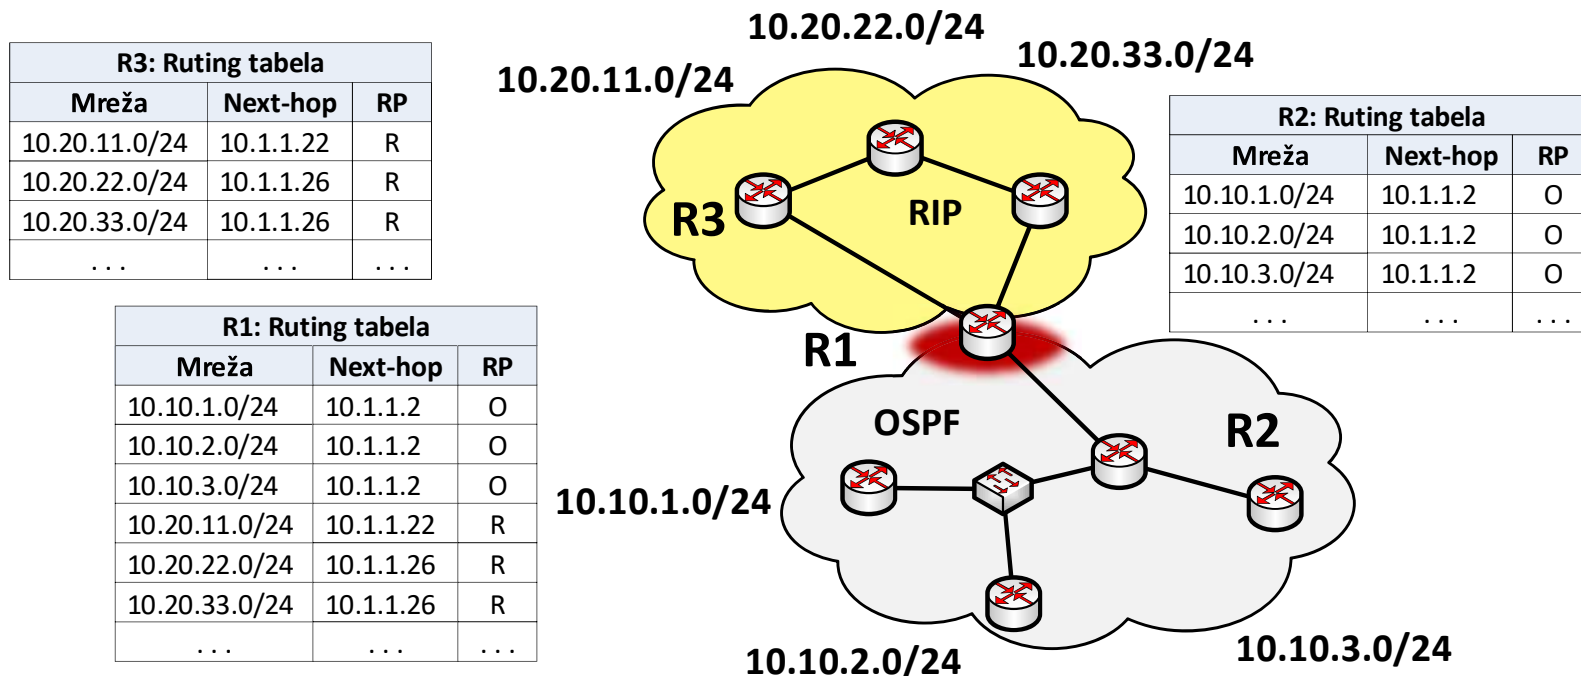 10.20.22.0/24
10.20.11.0/24
10.20.33.0/24
R3: Ruting tabela
Mreža Next-hop RP
10.20.11.0/24 10.1.1.22 R
10.20.22.0/24 10.1.1.26 R
10.20.33.0/24 10.1.1.26 R
. . . . . . . . .
R2: Ruting tabela
Mreža Next-hop RP
10.10.1.0/24 10.1.1.2 O
10.10.2.0/24 10.1.1.2 O
10.10.3.0/24 10.1.1.2 O
. . . . . . . . .
R3
RIP
R1: Ruting tabela
Mreža Next-hop RP
10.10.1.0/24 10.1.1.2 O
10.10.2.0/24 10.1.1.2 O
10.10.3.0/24 10.1.1.2 O
10.20.11.0/24 10.1.1.22 R
10.20.22.0/24 10.1.1.26 R
10.20.33.0/24 10.1.1.26 R
. . . . . . . . .
R1
OSPF
R2
10.10.1.0/24
10.10.2.0/24
10.10.3.0/24